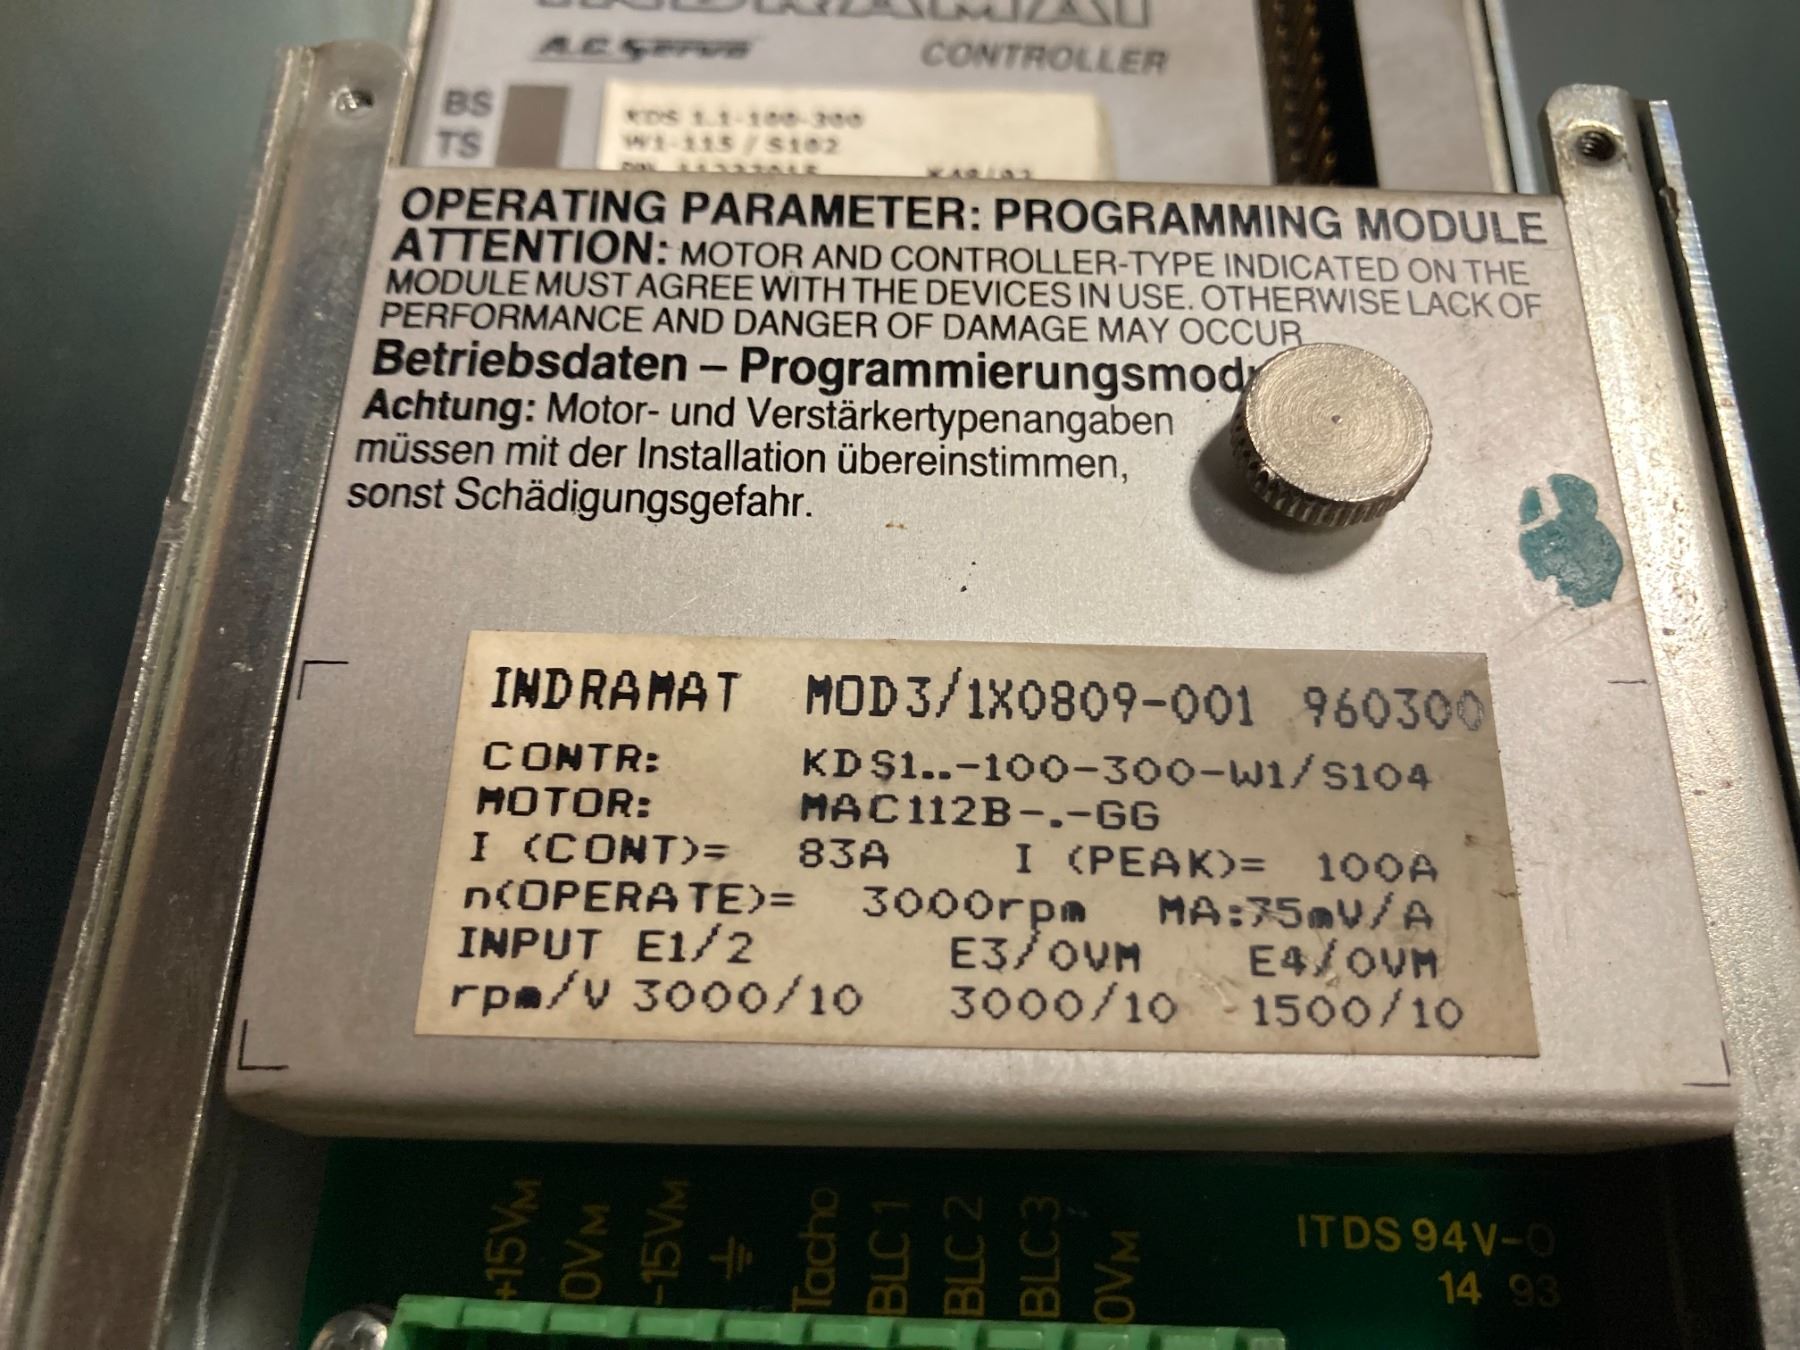 INDRAMAT
A.C. Servo CONTROLLER
BS
TS
KDS 1.1-100-300
W1-115 / S102
OPERATING PARAMETER: PROGRAMMING MODULE
ATTENTION: MOTOR AND CONTROLLER-TYPE INDICATED ON THE
MODULE MUST AGREE WITH THE DEVICES IN USE. OTHERWISE LACK OF
PERFORMANCE AND DANGER OF DAMAGE MAY OCCUR
Betriebsdaten – Programmierungsmodu
Achtung: Motor- und Verstärkertypenangaben
müssen mit der Installation übereinstimmen,
sonst Schädigungsgefahr.
INDRAMAT MOD3/1X0809-001 960300
CONTR: KDS1..-100-300-W1/S104
MOTOR: MAC112B-.-GG
I (CONT)= 83A I (PEAK)= 100A
n(OPERATE)= 3000rpm MA:75mV/A
INPUT E1/2 E3/0VM E4/0VM
rpm/V 3000/10 3000/10 1500/10
+15VM
0VM
-15VM
Tacho
BLC1
BLC2
BLC3
0VM
ITDS 94V-0
14 93